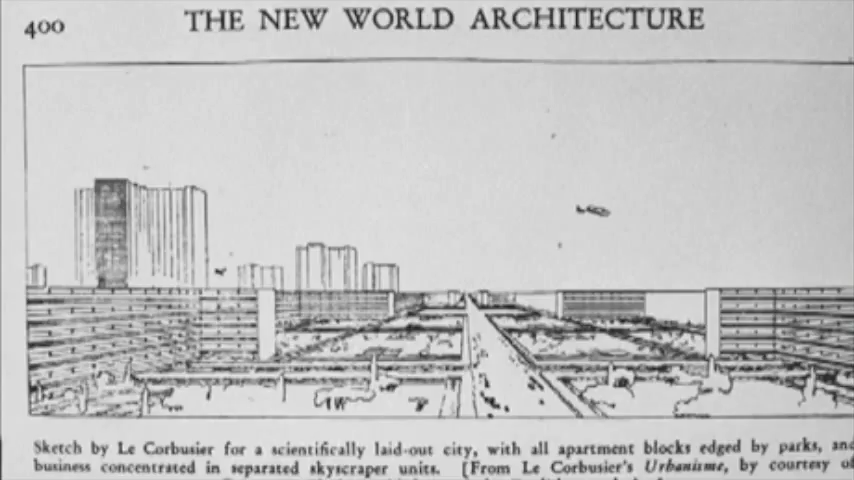 400
THE NEW WORLD ARCHITECTURE
Sketch by Le Corbusier for a scientifically laid-out city, with all apartment blocks edged by parks, and
business concentrated in separated skyscraper units. [From Le Corbusier's Urbanisme, by courtesy of